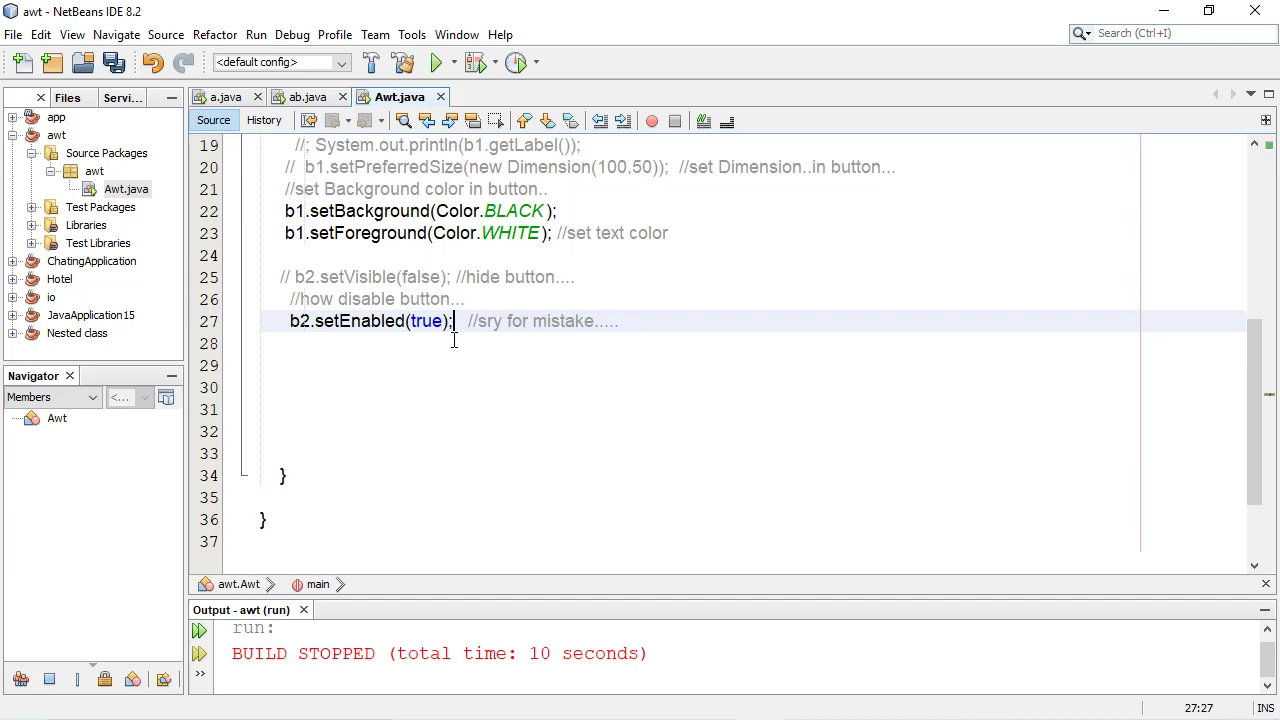 awt - NetBeans IDE 8.2
File Edit View Navigate Source Refactor Run Debug Profile Team Tools Window Help
Search (Ctrl+I)
<default config>
Files Servi...
a.java ab.java Awt.java
Source History
app
awt
Source Packages
awt
Awt.java
Test Packages
Libraries
Test Libraries
ChatingApplication
Hotel
io
JavaApplication15
Nested class
Navigator
Members <...
Awt
19 //; System.out.println(b1.getLabel());
20 // b1.setPreferredSize(new Dimension(100,50)); //set Dimension..in button...
21 //set Background color in button..
22 b1.setBackground(Color.BLACK);
23 b1.setForeground(Color.WHITE); //set text color
24
25 // b2.setVisible(false); //hide button....
26 //how disable button...
27 b2.setEnabled(true); //sry for mistake.....
28
29
30
31
32
33
34 }
35
36 }
37
awt.Awt main
Output - awt (run)
run:
BUILD STOPPED (total time: 10 seconds)
27:27 INS